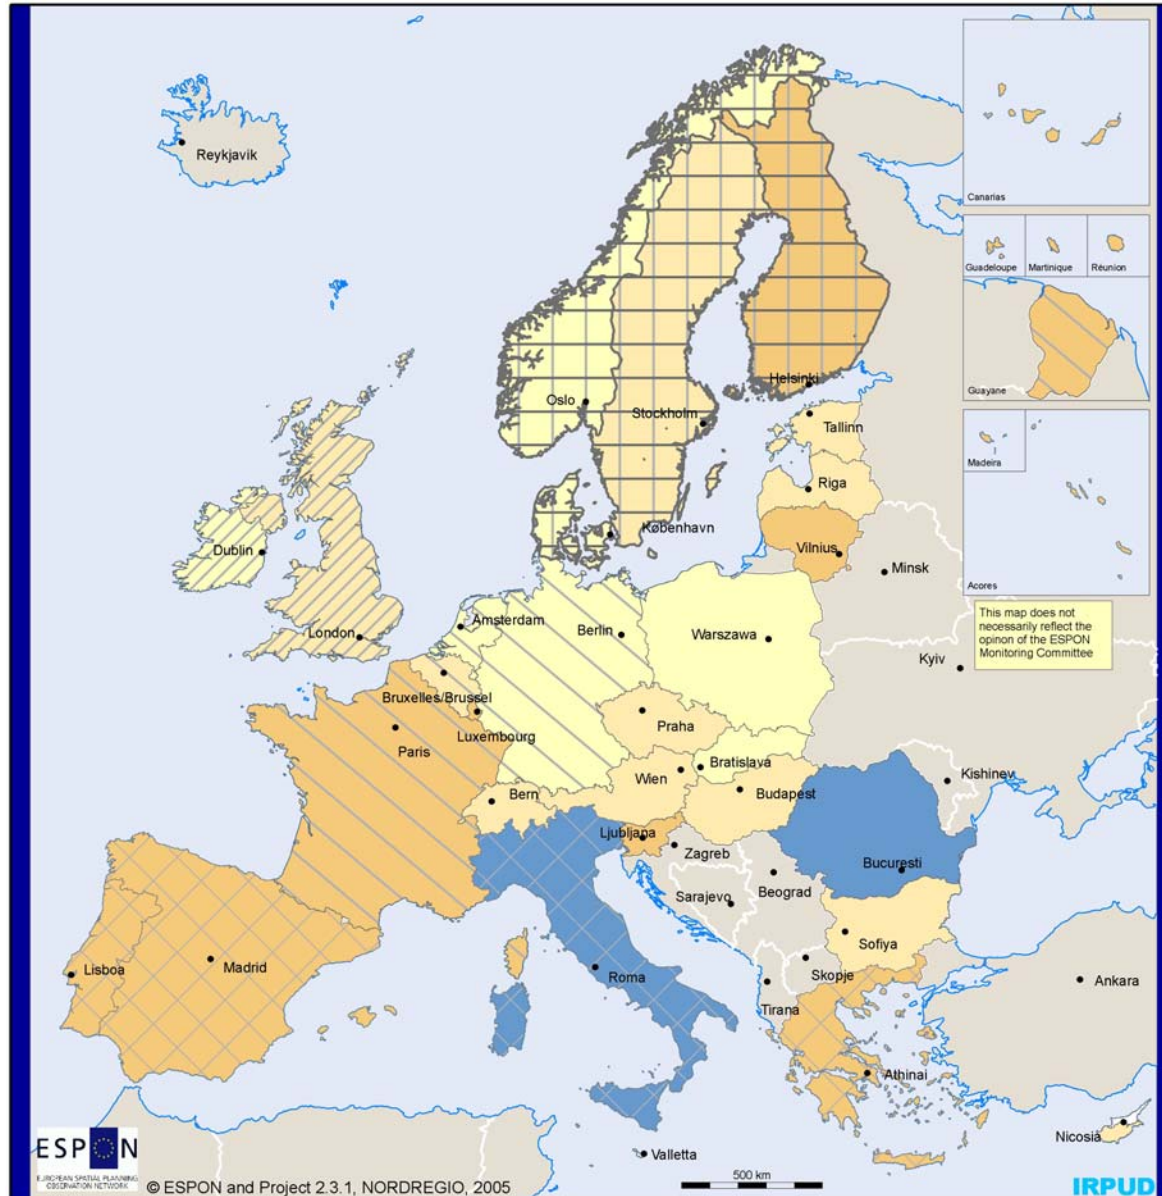 Reykjavik
Canarias
Guadeloupe
Martinique
Réunion
Guayane
Helsinki
Oslo
Stockholm
Tallinn
Madeira
Riga
København
Dublin
Vilnius
Minsk
Acores
This map does not
necessarily reflect the
opinon of the ESPON
Monitoring Committee
Amsterdam
London
Berlin
Warszawa
Kyiv
Bruxelles/Brussel
Luxembourg
Praha
Paris
Bratislava
Wien
Kishinev
Bern
Budapest
Ljubljana
Zagreb
Bucuresti
Beograd
Sarajevo
Sofiya
Lisboa
Madrid
Roma
Skopje
Ankara
Tirana
Athinai
Nicosia
Valletta
ESPON
EUROPEAN SPATIAL PLANNING
OBSERVATION NETWORK
© ESPON and Project 2.3.1, NORDREGIO, 2005
500 km
IRPUD